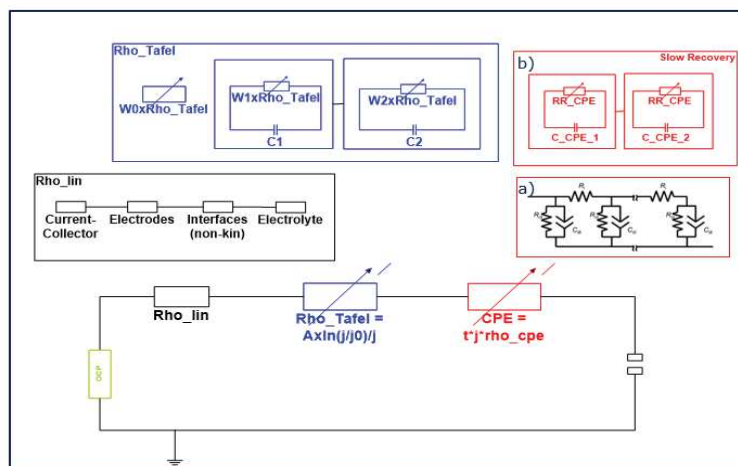 Rho_Tafel
W0xRho_Tafel
W1xRho_Tafel
C1
W2xRho_Tafel
C2
b)
Slow Recovery
RR_CPE
C_CPE_1
RR_CPE
C_CPE_2
Rho_lin
Current-
Collector
Electrodes
Interfaces
(non-kin)
Electrolyte
a)
Rho_lin
Rho_Tafel =
Axln(j/j0)/j
CPE =
t*j*rho_cpe
OCP